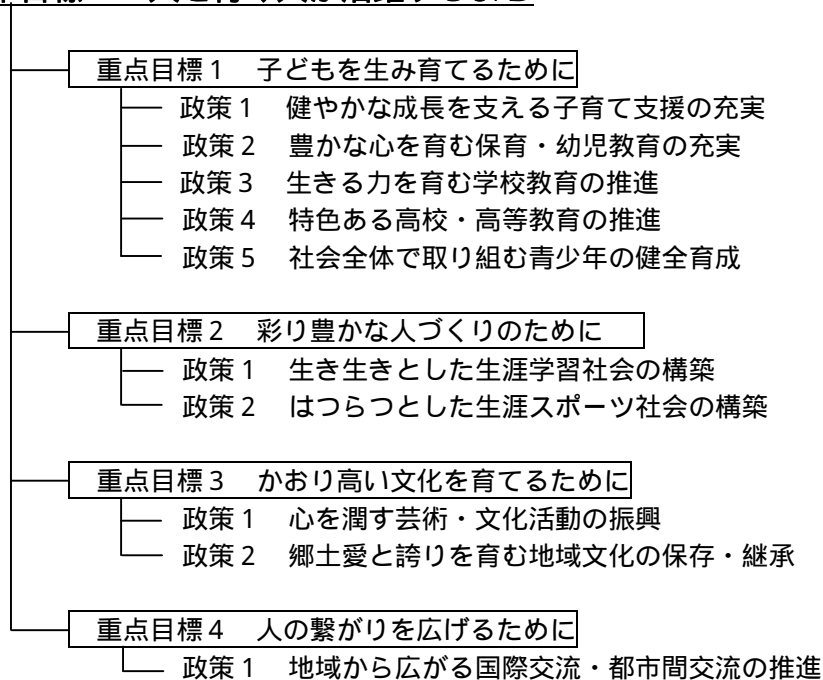 重点目標1　子どもを生み育てるために
政策1　健やかな成長を支える子育て支援の充実
政策2　豊かな心を育む保育・幼児教育の充実
政策3　生きる力を育む学校教育の推進
政策4　特色ある高校・高等教育の推進
政策5　社会全体で取り組む青少年の健全育成
重点目標2　彩り豊かな人づくりのために
政策1　生き生きとした生涯学習社会の構築
政策2　はつらつとした生涯スポーツ社会の構築
重点目標3　かおり高い文化を育てるために
政策1　心を潤す芸術・文化活動の振興
政策2　郷土愛と誇りを育む地域文化の保存・継承
重点目標4　人の繋がりを広げるために
政策1　地域から広がる国際交流・都市間交流の推進